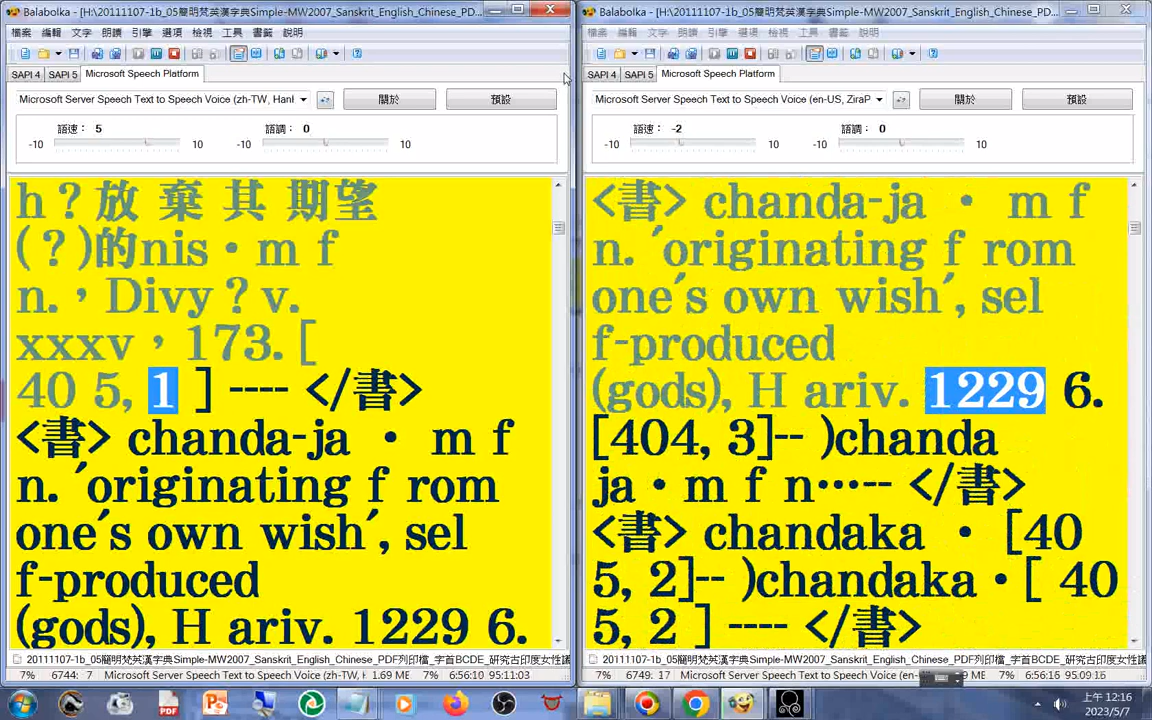 Balabolka - [H:\20111107-1b_05簡明梵英漢字典Simple-MW2007_Sanskrit_English_Chinese_PD...
檔案 編輯 文字 朗讀 引擎 選項 檢視 工具 書籤 說明
SAPI 4 SAPI 5 Microsoft Speech Platform
Microsoft Server Speech Text to Speech Voice (zh-TW, HanH 關於 預設
語速： 5 語調： 0
-10 10 -10 10
h？放 棄 其 期望
(？)的nis·m f
n.，Divy？v.
xxxv，173. [
40 5, 1 ] ---- </書>
<書> chanda-ja · m f
n. 'originating f rom
one's own wish', sel
f-produced
(gods), H ariv. 1229 6.
20111107-1b_05簡明梵英漢字典Simple-MW2007_Sanskrit_English_Chinese_PDF列印檔_字首BCDE_研究古印度女性議
7% 6744: 7 Microsoft Server Speech Text to Speech Voice (zh-TW, H 1.69 ME 7% 6:56:10 95:11:03
Balabolka - [H:\20111107-1b_05簡明梵英漢字典Simple-MW2007_Sanskrit_English_Chinese_PD...
檔案 編輯 文字 朗讀 引擎 選項 檢視 工具 書籤 說明
SAPI 4 SAPI 5 Microsoft Speech Platform
Microsoft Server Speech Text to Speech Voice (en-US, ZiraP 關於 預設
語速： -2 語調： 0
-10 10 -10 10
<書> chanda-ja · m f
n. 'originating f rom
one's own wish', sel
f-produced
(gods), H ariv. 1229 6.
[404, 3]-- )chanda
ja·m f n···-- </書>
<書> chandaka · [40
5, 2]-- )chandaka·[ 40
5, 2 ] ---- </書>
20111107-1b_05簡明梵英漢字典Simple-MW2007_Sanskrit_English_Chinese_PDF列印檔_字首BCDE_研究古印度女性議
7% 6749: 17 Microsoft Server Speech Text to Speech Voice (en-U ME 7% 6:56:16 95:09:16
上午 12:16
2023/5/7